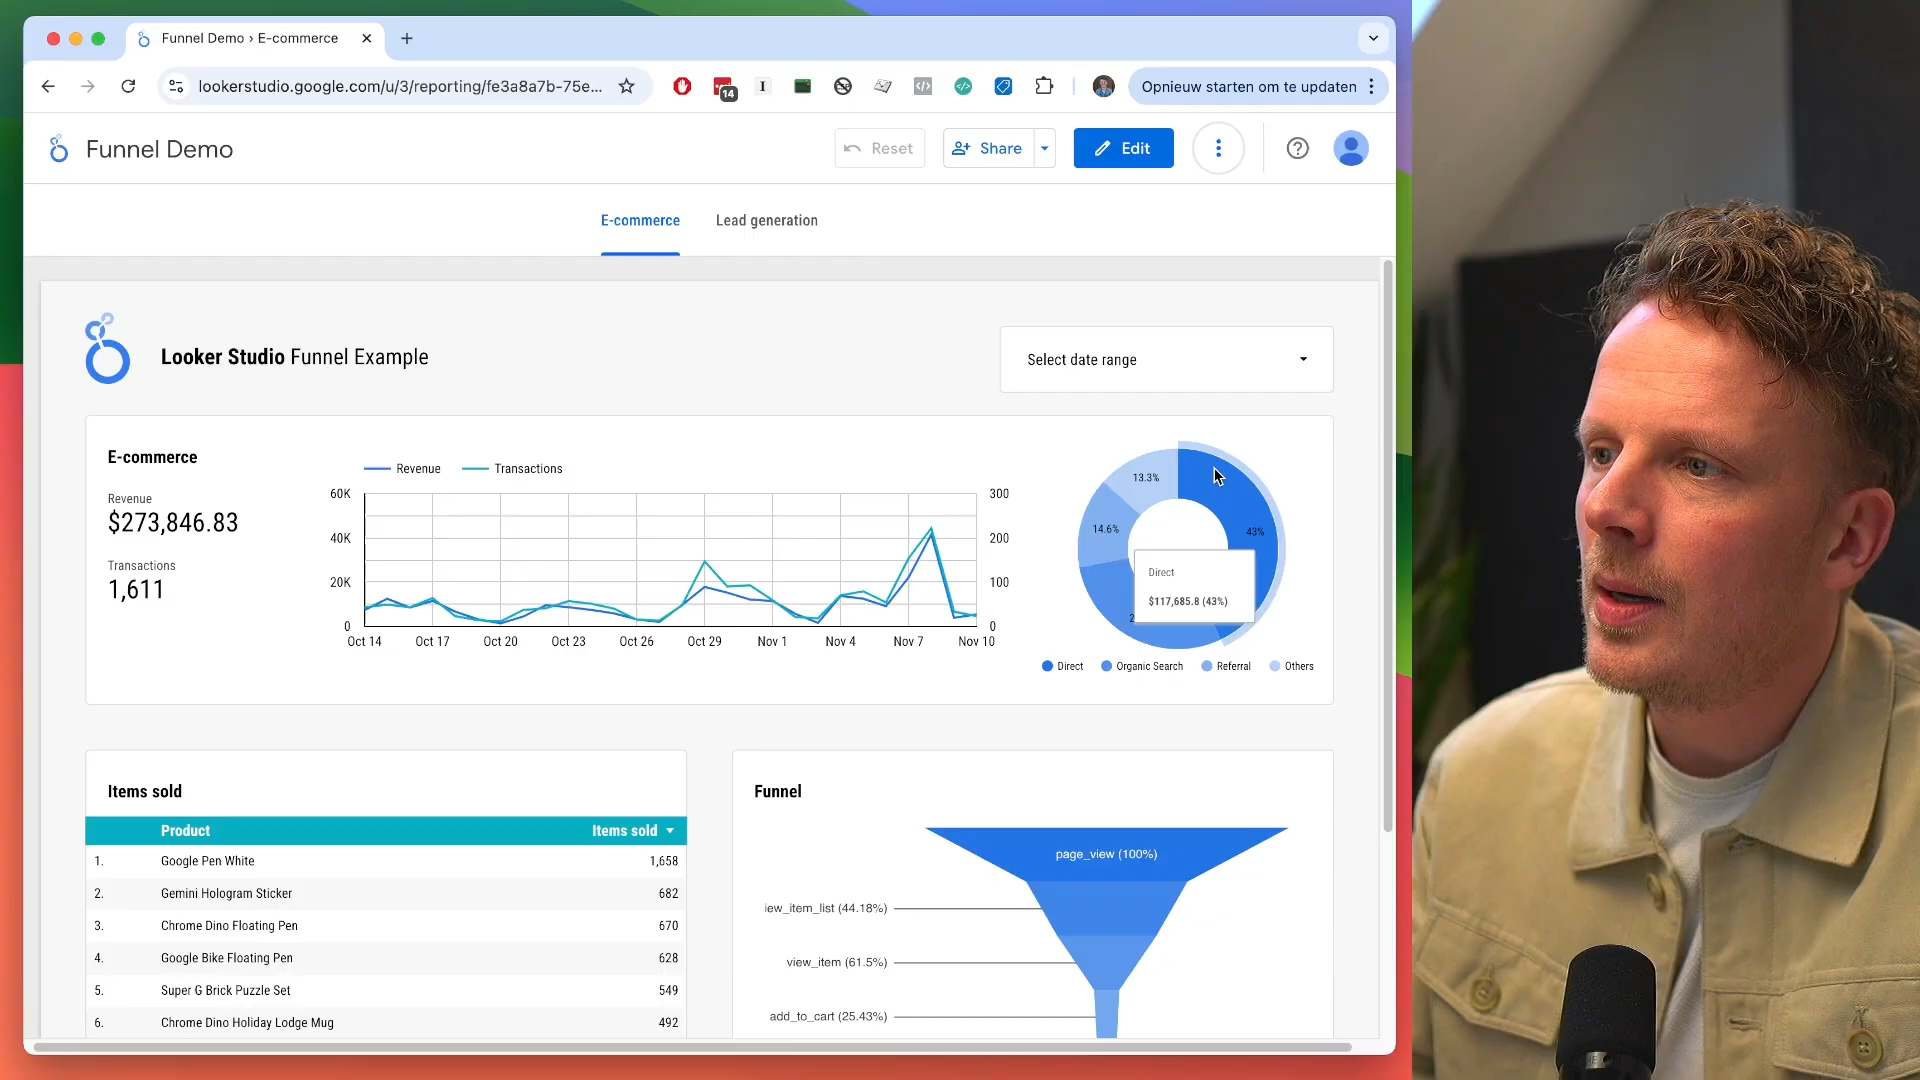 Funnel Demo › E-commerce
lookerstudio.google.com/u/3/reporting/fe3a8a7b-75e...
14
Opnieuw starten om te updaten
Funnel Demo
Reset
Share
Edit
E-commerce
Lead generation
Looker Studio Funnel Example
Select date range
E-commerce
Revenue
$273,846.83
Transactions
1,611
Revenue
Transactions
60K
40K
20K
0
300
200
100
0
Oct 14
Oct 17
Oct 20
Oct 23
Oct 26
Oct 29
Nov 1
Nov 4
Nov 7
Nov 10
13.3%
14.6%
43%
Direct
$117,685.8 (43%)
Direct
Organic Search
Referral
Others
Items sold
Product Items sold
1. Google Pen White 1,658
2. Gemini Hologram Sticker 682
3. Chrome Dino Floating Pen 670
4. Google Bike Floating Pen 628
5. Super G Brick Puzzle Set 549
6. Chrome Dino Holiday Lodge Mug 492
Funnel
page_view (100%)
iew_item_list (44.18%)
view_item (61.5%)
add_to_cart (25.43%)